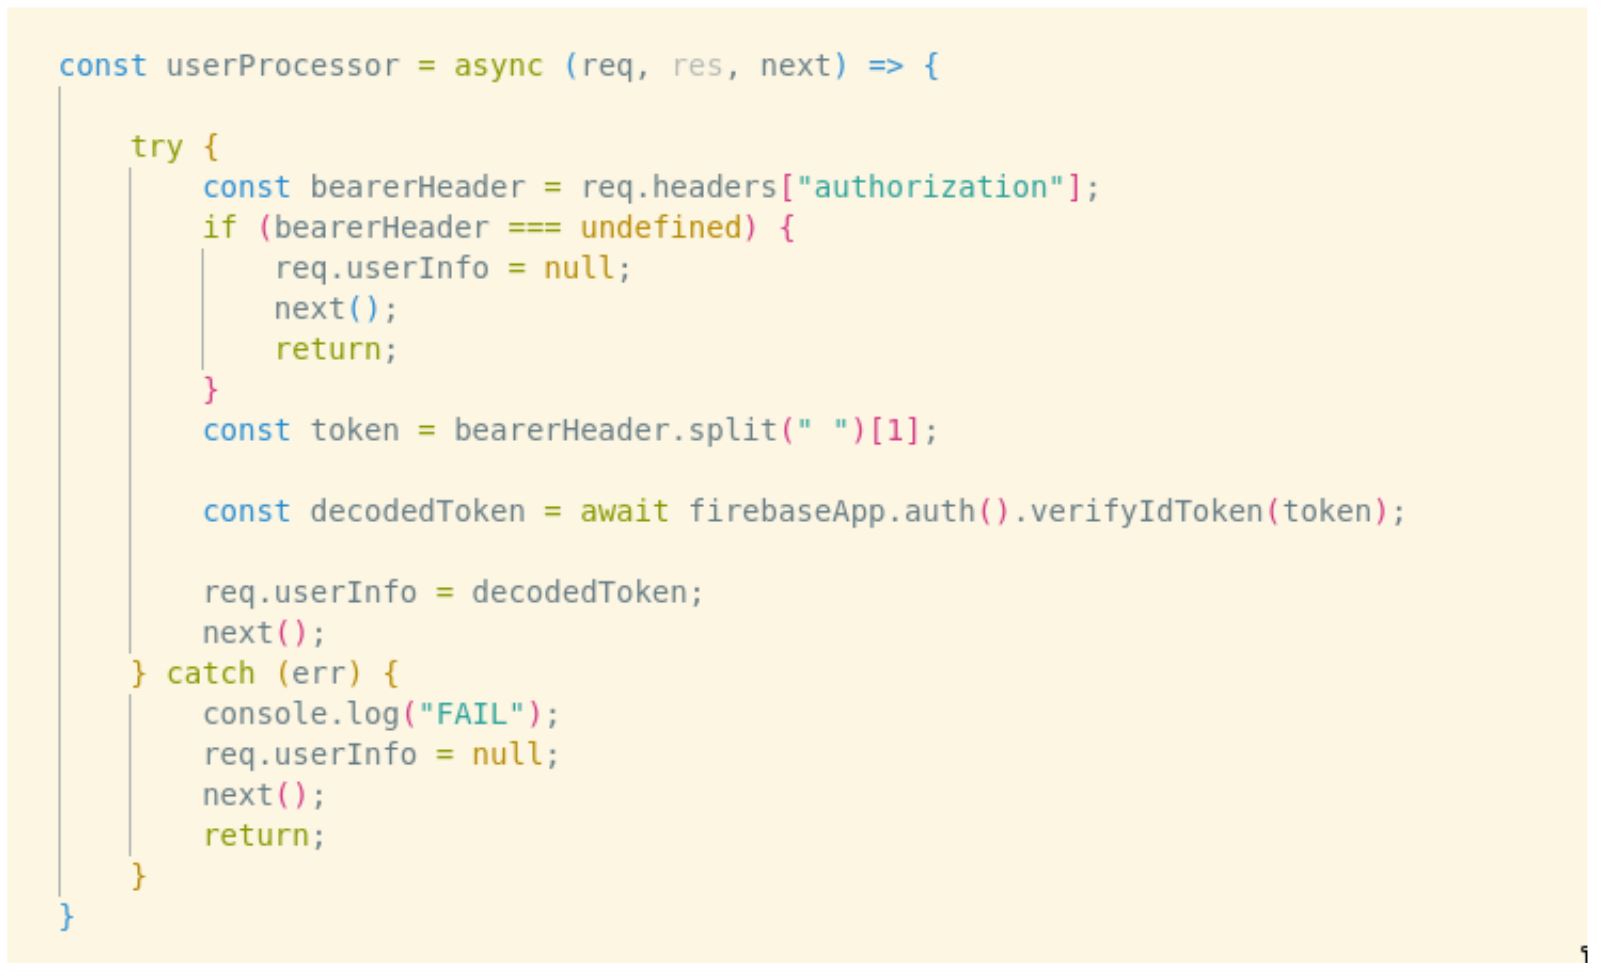 const userProcessor = async (req, res, next) => {
try {
const bearerHeader = req.headers["authorization"];
if (bearerHeader === undefined) {
req.userInfo = null;
next();
return;
}
const token = bearerHeader.split(" ")[1];
const decodedToken = await firebaseApp.auth().verifyIdToken(token);
req.userInfo = decodedToken;
next();
} catch (err) {
console.log("FAIL");
req.userInfo = null;
next();
return;
}
}